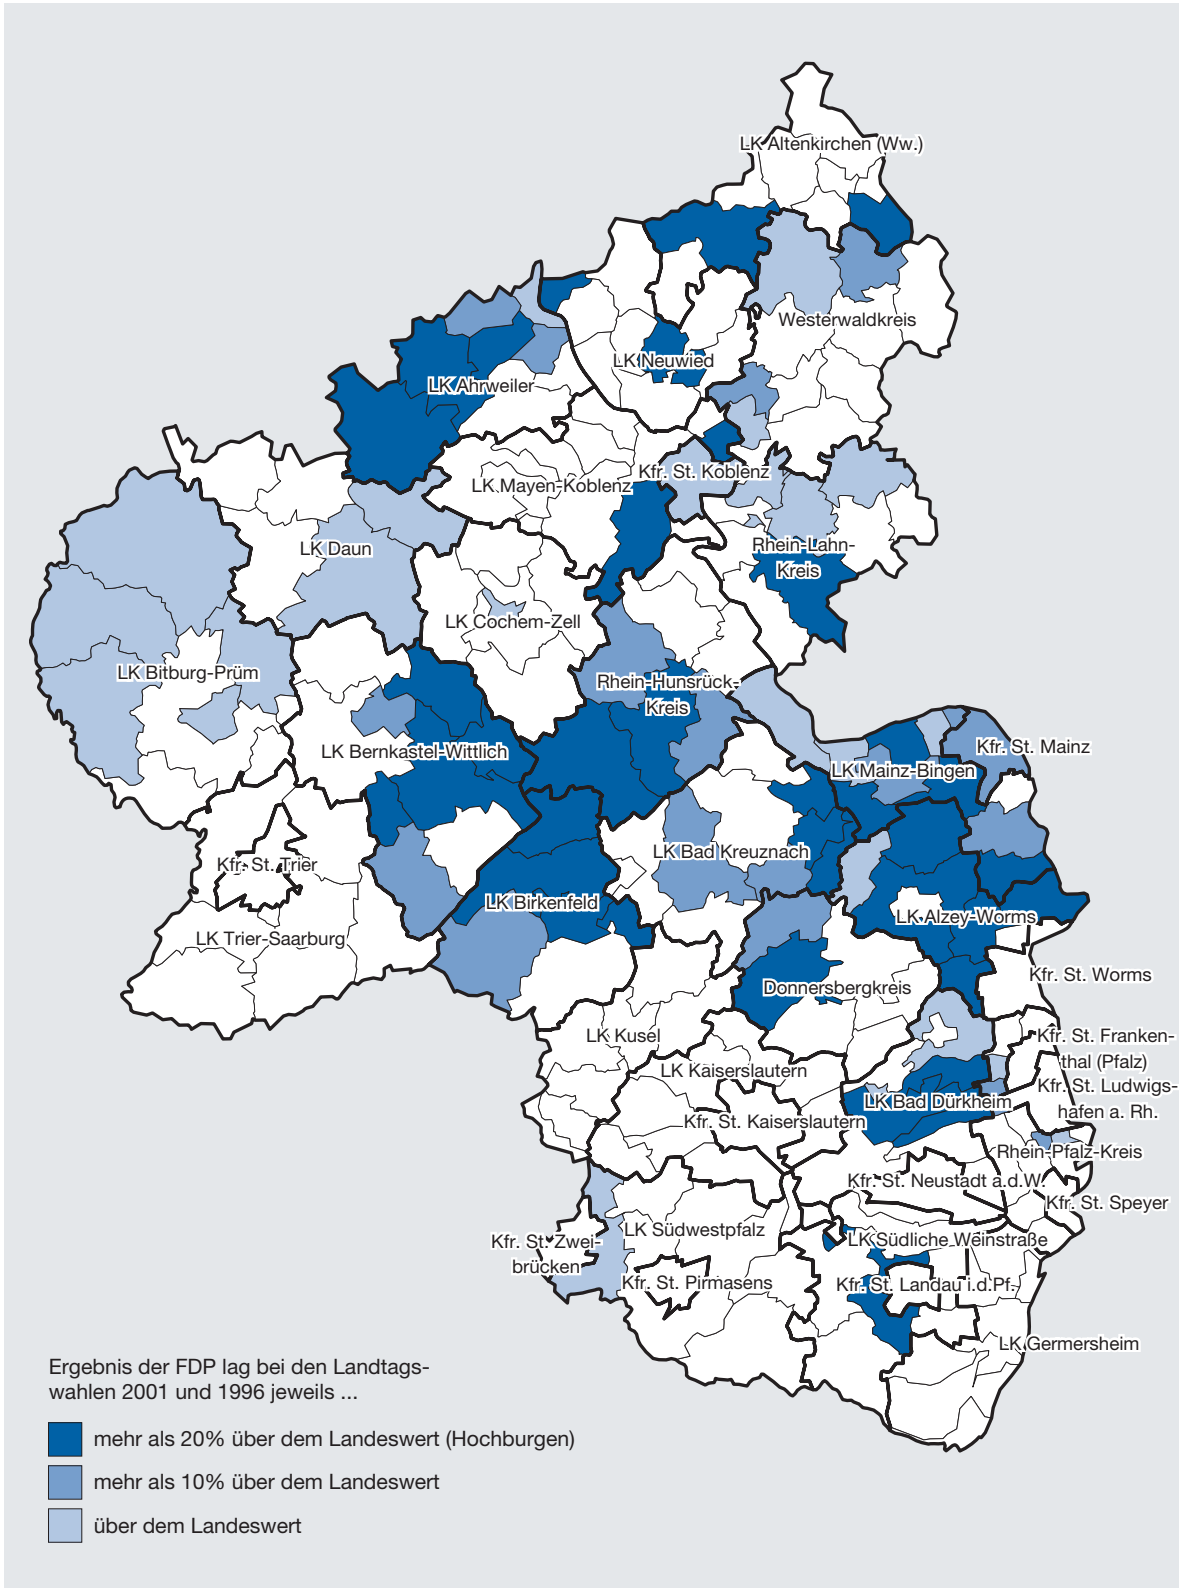 LK Altenkirchen (Ww.)
Westerwaldkreis
LK Neuwied
LK Ahrweiler
Kfr. St. Koblenz
LK Mayen-Koblenz
LK Daun
Rhein-Lahn-
Kreis
LK Cochem-Zell
LK Bitburg-Prüm
Rhein-Hunsrück-
Kreis
LK Bernkastel-Wittlich
Kfr. St. Mainz
LK Mainz-Bingen
LK Bad Kreuznach
Kfr. St. Trier
LK Birkenfeld
LK Alzey-Worms
LK Trier-Saarburg
Kfr. St. Worms
Donnersbergkreis
LK Kusel
Kfr. St. Franken-
thal (Pfalz)
LK Kaiserslautern
Kfr. St. Ludwigs-
hafen a. Rh.
LK Bad Dürkheim
Kfr. St. Kaiserslautern
Rhein-Pfalz-Kreis
Kfr. St. Neustadt a.d.W.
Kfr. St. Speyer
LK Südwestpfalz
Kfr. St. Zwei-
brücken
LK Südliche Weinstraße
Kfr. St. Pirmasens
Kfr. St. Landau i.d.Pf.
LK Germersheim
Ergebnis der FDP lag bei den Landtags-
wahlen 2001 und 1996 jeweils ...
mehr als 20% über dem Landeswert (Hochburgen)
mehr als 10% über dem Landeswert
über dem Landeswert